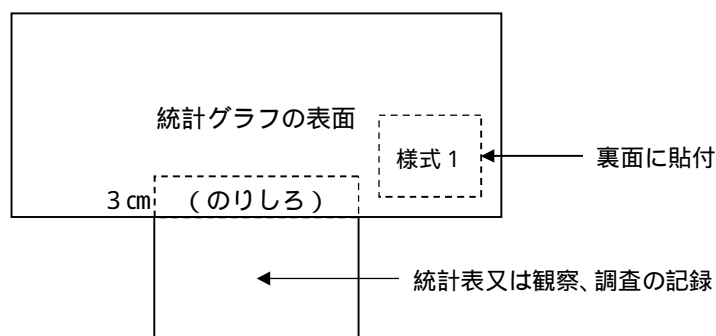 統計グラフの表面
様式1
裏面に貼付
3cm
(のりしろ)
統計表又は観察、調査の記録